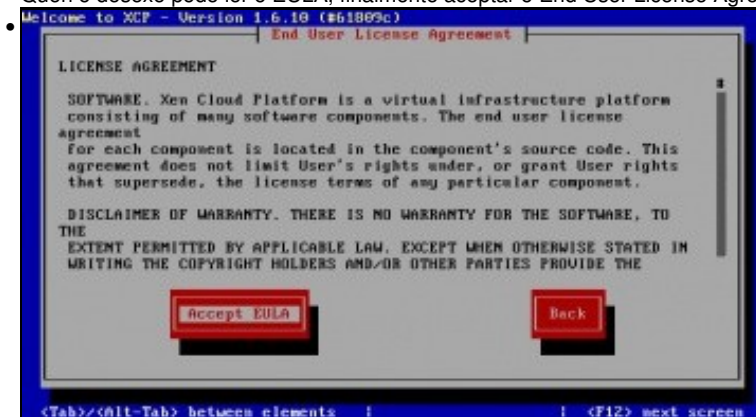 Quen o desexe pode ler o EULA, finalmente aceptar o End User License Agre
Welcome to XCP - Version 1.6.10 (#61809c)
End User License Agreement
LICENSE AGREEMENT
SOFTWARE. Xen Cloud Platform is a virtual infrastructure platform
consisting of many software components. The end user license
agreement
for each component is located in the component's source code. This
agreement does not limit User's rights under, or grant User rights
that supersede, the license terms of any particular component.
DISCLAIMER OF WARRANTY. THERE IS NO WARRANTY FOR THE SOFTWARE, TO
THE
EXTENT PERMITTED BY APPLICABLE LAW. EXCEPT WHEN OTHERWISE STATED IN
WRITING THE COPYRIGHT HOLDERS AND/OR OTHER PARTIES PROVIDE THE
Accept EULA Back
<Tab>/<Alt-Tab> between elements | | <F12> next screen